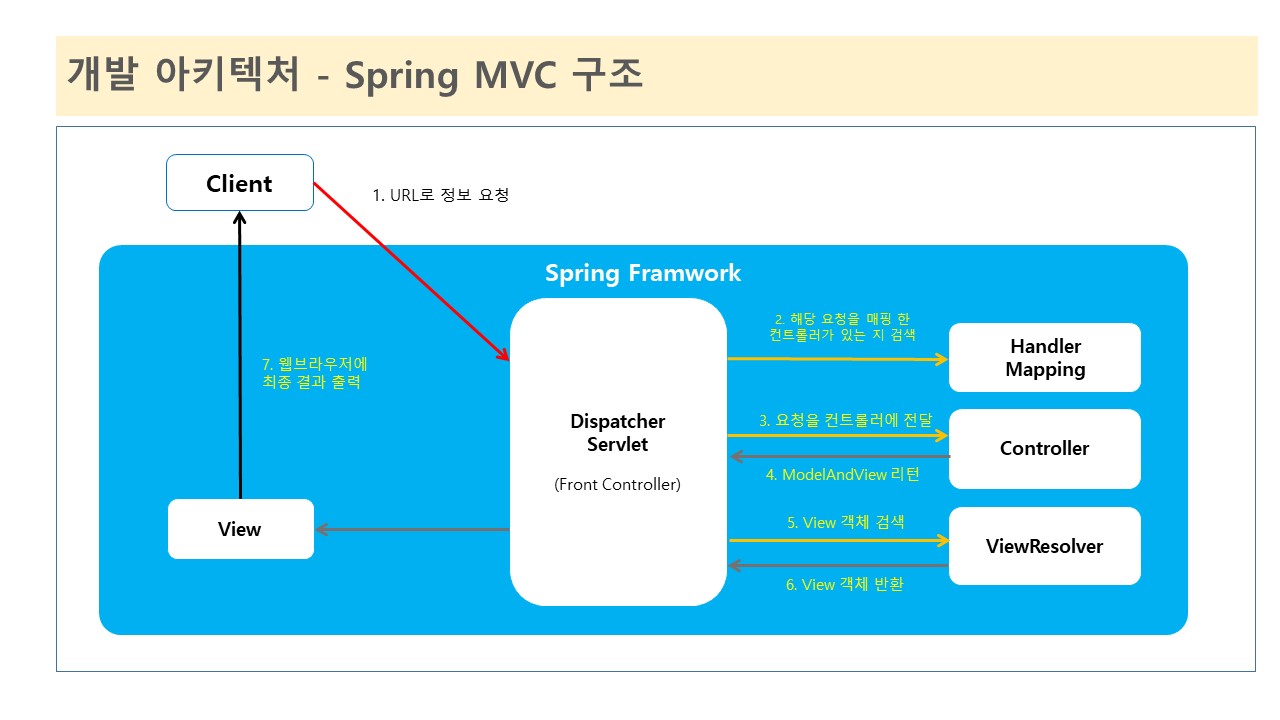 개발 아키텍처 - Spring MVC 구조
Client
1. URL로 정보 요청
Spring Framwork
2. 해당 요청을 매핑 한
컨트롤러가 있는 지 검색
Handler
Mapping
7. 웹브라우저에
최종 결과 출력
Dispatcher
Servlet
(Front Controller)
3. 요청을 컨트롤러에 전달
Controller
4. ModelAndView 리턴
View
5. View 객체 검색
ViewResolver
6. View 객체 반환